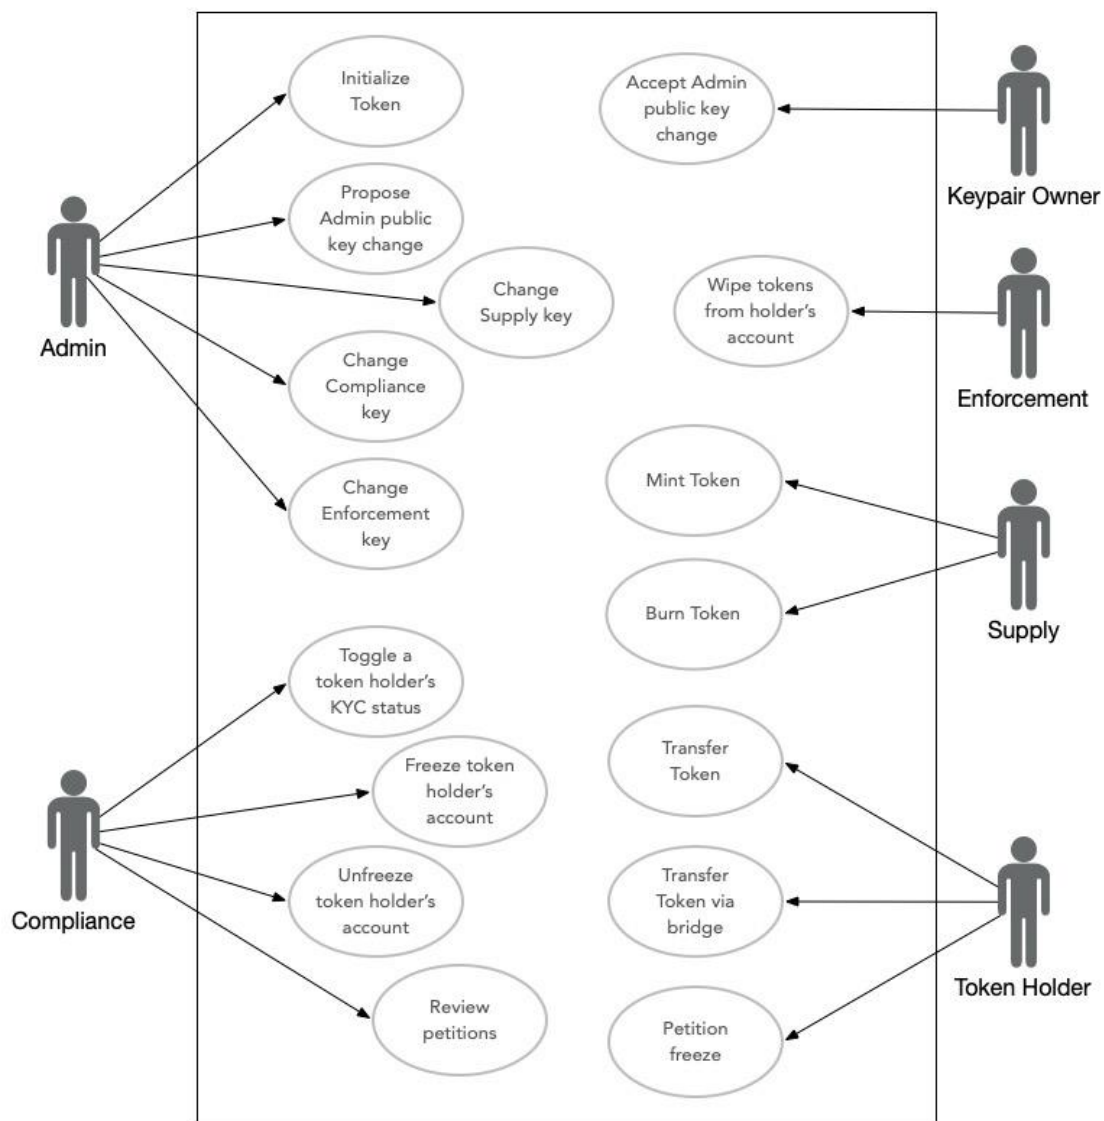 Initialize
Token
Accept Admin
public key
change
Keypair Owner
Propose
Admin public
key change
Admin
Change
Supply key
Wipe tokens
from holder's
account
Enforcement
Change
Compliance
key
Change
Enforcement
key
Mint Token
Burn Token
Supply
Toggle a
token holder's
KYC status
Freeze token
holder's
account
Compliance
Unfreeze
token holder's
account
Review
petitions
Transfer
Token
Transfer
Token via
bridge
Token Holder
Petition
freeze